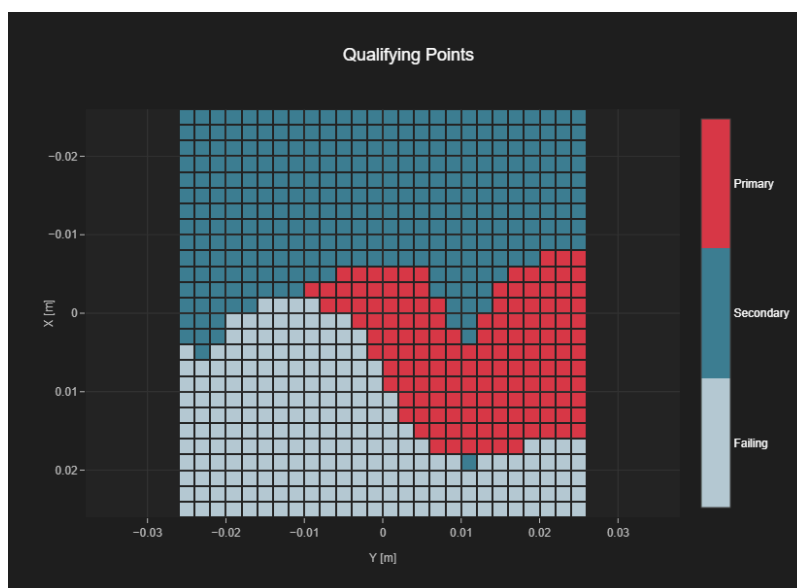 Qualifying Points
−0.02
−0.01
0
0.01
0.02
X [m]
−0.03
−0.02
−0.01
0
0.01
0.02
0.03
Y [m]
Primary
Secondary
Failing